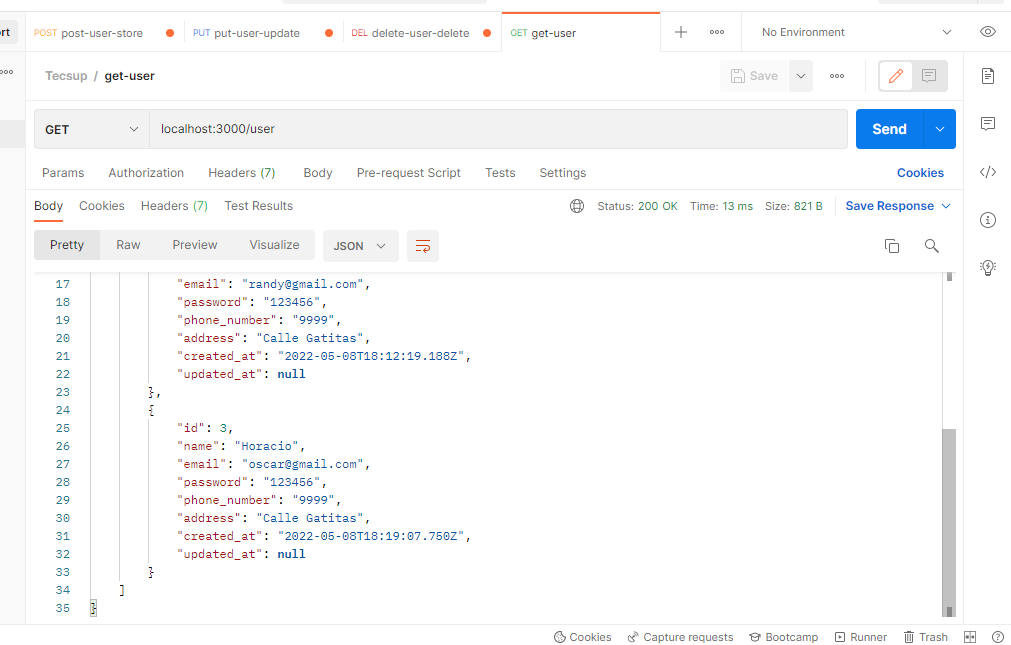 rt POST post-user-store PUT put-user-update DEL delete-user-delete GET get-user No Environment
Tecsup / get-user Save
GET localhost:3000/user Send
Params Authorization Headers (7) Body Pre-request Script Tests Settings Cookies
Body Cookies Headers (7) Test Results Status: 200 OK Time: 13 ms Size: 821 B Save Response
Pretty Raw Preview Visualize JSON
17 "email": "randy@gmail.com",
18 "password": "123456",
19 "phone_number": "9999",
20 "address": "Calle Gatitas",
21 "created_at": "2022-05-08T18:12:19.188Z",
22 "updated_at": null
23 },
24 {
25 "id": 3,
26 "name": "Horacio",
27 "email": "oscar@gmail.com",
28 "password": "123456",
29 "phone_number": "9999",
30 "address": "Calle Gatitas",
31 "created_at": "2022-05-08T18:19:07.750Z",
32 "updated_at": null
33 }
34 ]
35 }
Cookies Capture requests Bootcamp Runner Trash